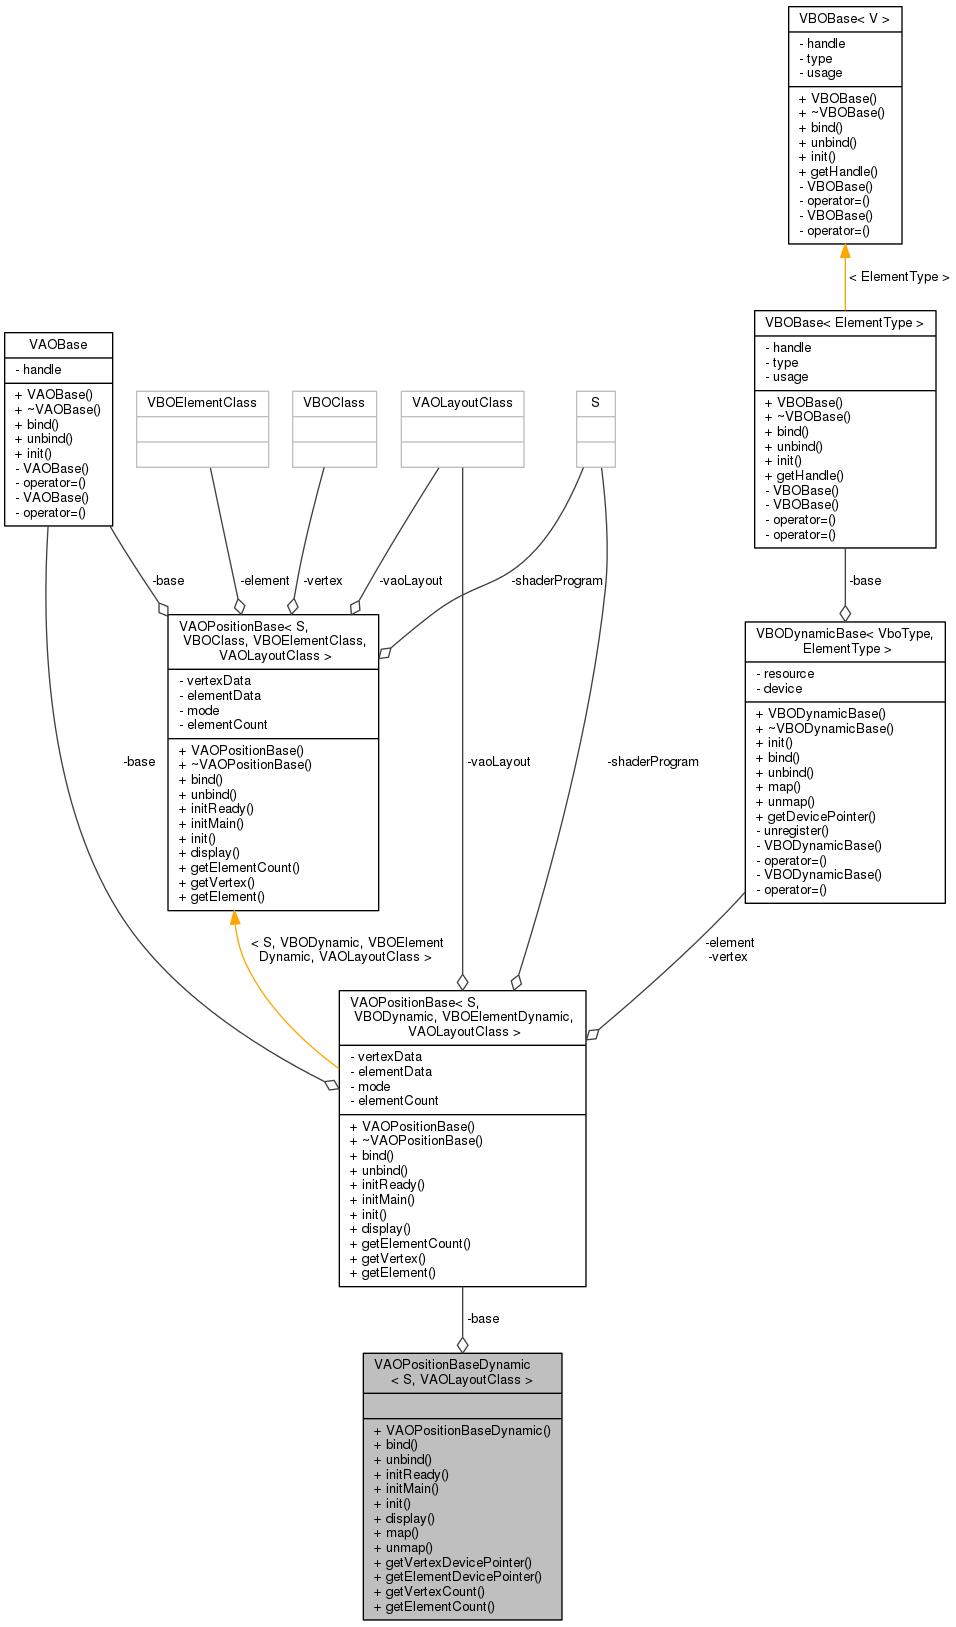 VBOBase< V >
- handle
- type
- usage
+ VBOBase()
+ ~VBOBase()
+ bind()
+ unbind()
+ init()
+ getHandle()
- VBOBase()
- operator=()
- VBOBase()
- operator=()
< ElementType >
VBOBase< ElementType >
- handle
- type
- usage
+ VBOBase()
+ ~VBOBase()
+ bind()
+ unbind()
+ init()
+ getHandle()
- VBOBase()
- VBOBase()
- operator=()
- operator=()
VAOBase
- handle
+ VAOBase()
+ ~VAOBase()
+ bind()
+ unbind()
+ init()
- VAOBase()
- operator=()
- VAOBase()
- operator=()
VBOElementClass
VBOClass
VAOLayoutClass
S
-base
-element
-vertex
-vaoLayout
-shaderProgram
-base
VAOPositionBase< S,
VBOClass, VBOElementClass,
VAOLayoutClass >
- vertexData
- elementData
- mode
- elementCount
+ VAOPositionBase()
+ ~VAOPositionBase()
+ bind()
+ unbind()
+ initReady()
+ initMain()
+ init()
+ display()
+ getElementCount()
+ getVertex()
+ getElement()
VBODynamicBase< VboType,
ElementType >
- resource
- device
+ VBODynamicBase()
+ ~VBODynamicBase()
+ init()
+ bind()
+ unbind()
+ map()
+ unmap()
+ getDevicePointer()
- unregister()
- VBODynamicBase()
- operator=()
- VBODynamicBase()
- operator=()
-base
-vaoLayout
-shaderProgram
< S, VBODynamic, VBOElement
Dynamic, VAOLayoutClass >
-element
-vertex
VAOPositionBase< S,
VBODynamic, VBOElementDynamic,
VAOLayoutClass >
- vertexData
- elementData
- mode
- elementCount
+ VAOPositionBase()
+ ~VAOPositionBase()
+ bind()
+ unbind()
+ initReady()
+ initMain()
+ init()
+ display()
+ getElementCount()
+ getVertex()
+ getElement()
-base
VAOPositionBaseDynamic
< S, VAOLayoutClass >
+ VAOPositionBaseDynamic()
+ bind()
+ unbind()
+ initReady()
+ initMain()
+ init()
+ display()
+ map()
+ unmap()
+ getVertexDevicePointer()
+ getElementDevicePointer()
+ getVertexCount()
+ getElementCount()